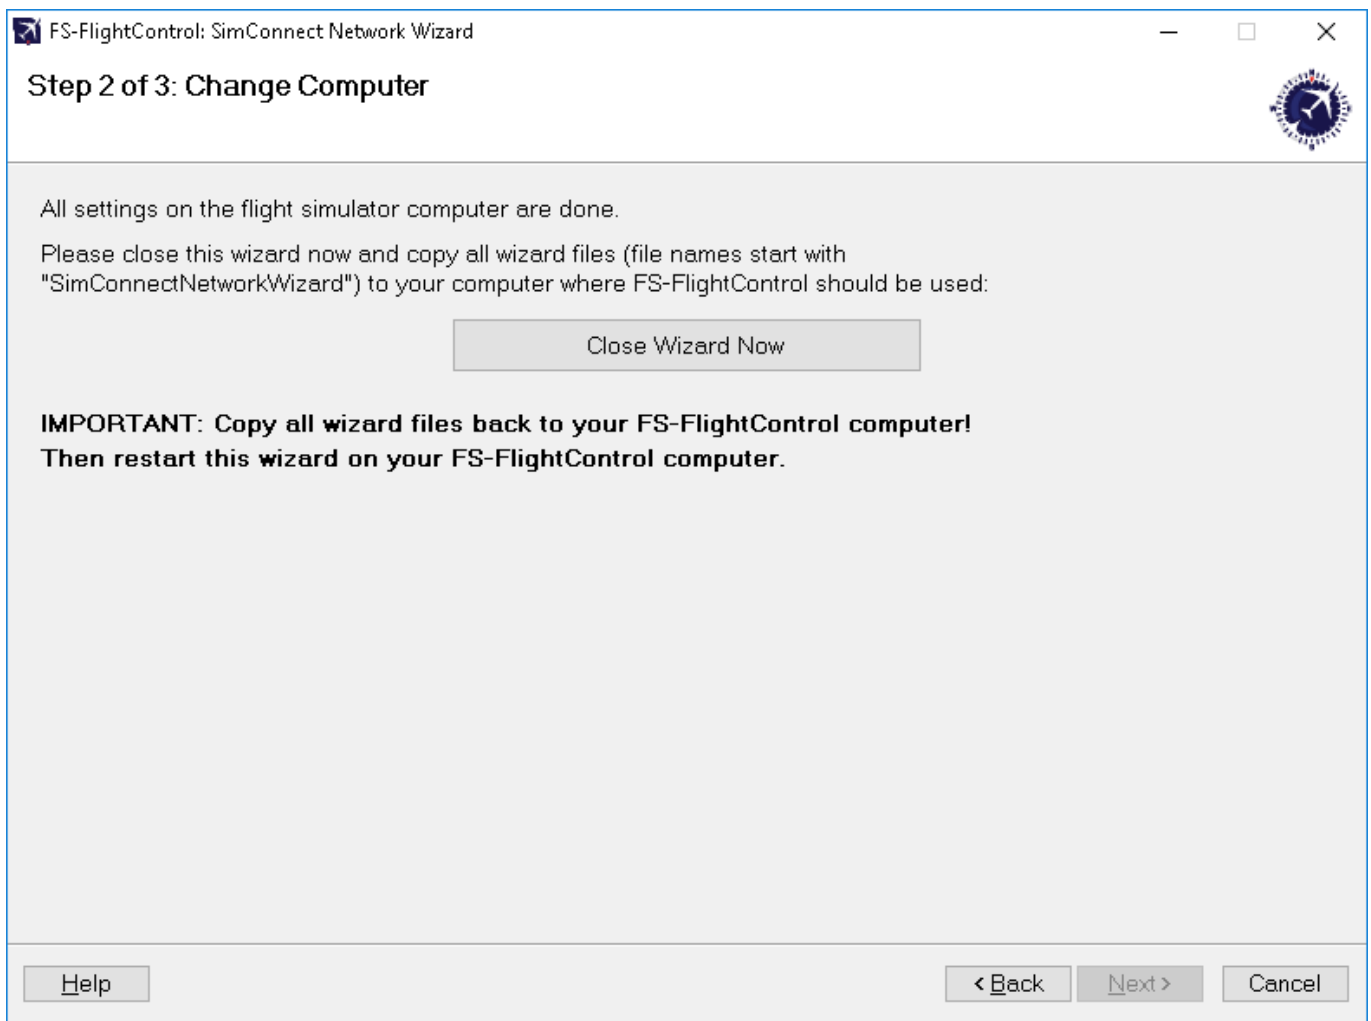 FS-FlightControl: SimConnect Network Wizard
Step 2 of 3: Change Computer
All settings on the flight simulator computer are done.
Please close this wizard now and copy all wizard files (file names start with
"SimConnectNetworkWizard") to your computer where FS-FlightControl should be used:
Close Wizard Now
IMPORTANT: Copy all wizard files back to your FS-FlightControl computer!
Then restart this wizard on your FS-FlightControl computer.
Help
< Back
Next >
Cancel